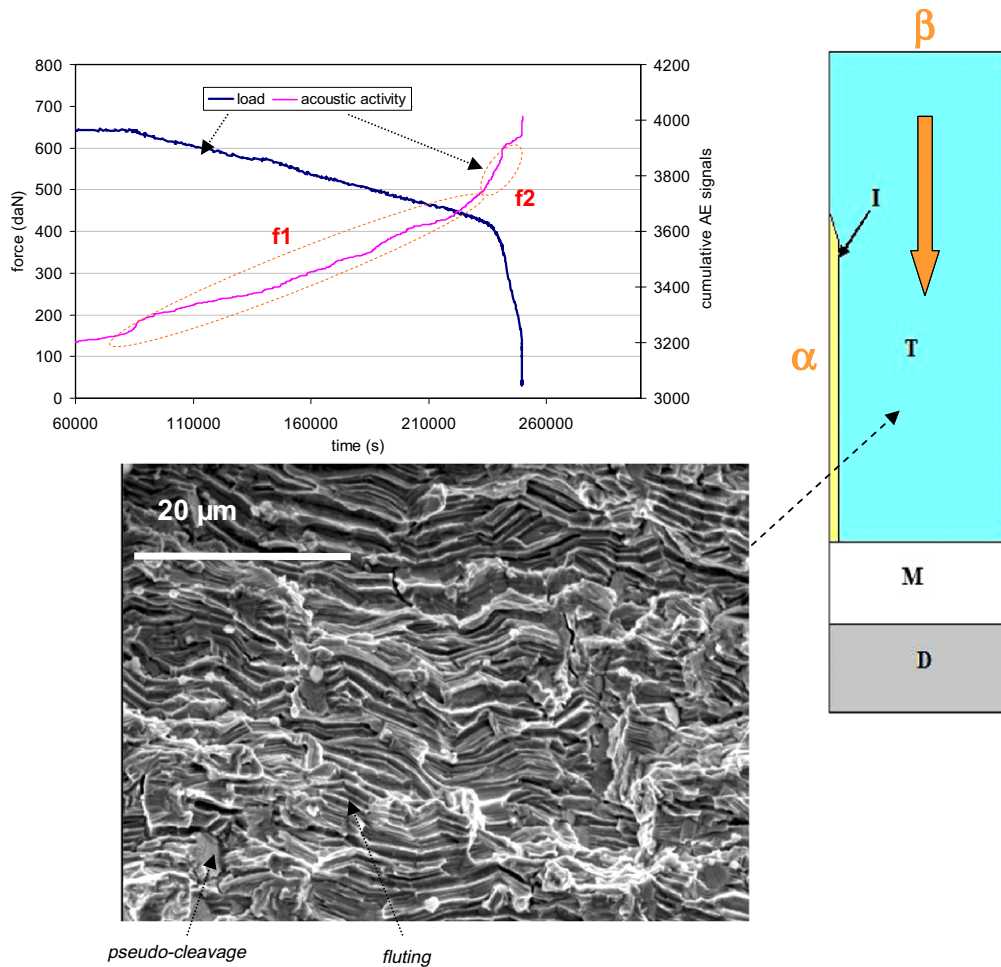 800
700
600
500
400
300
200
100
0
force (daN)
load
acoustic activity
f1
f2
4200
4000
3800
3600
3400
3200
3000
cumulative AE signals
60000 110000 160000 210000 260000
time (s)
β
I
T
α
M
D
20 µm
pseudo-cleavage
fluting